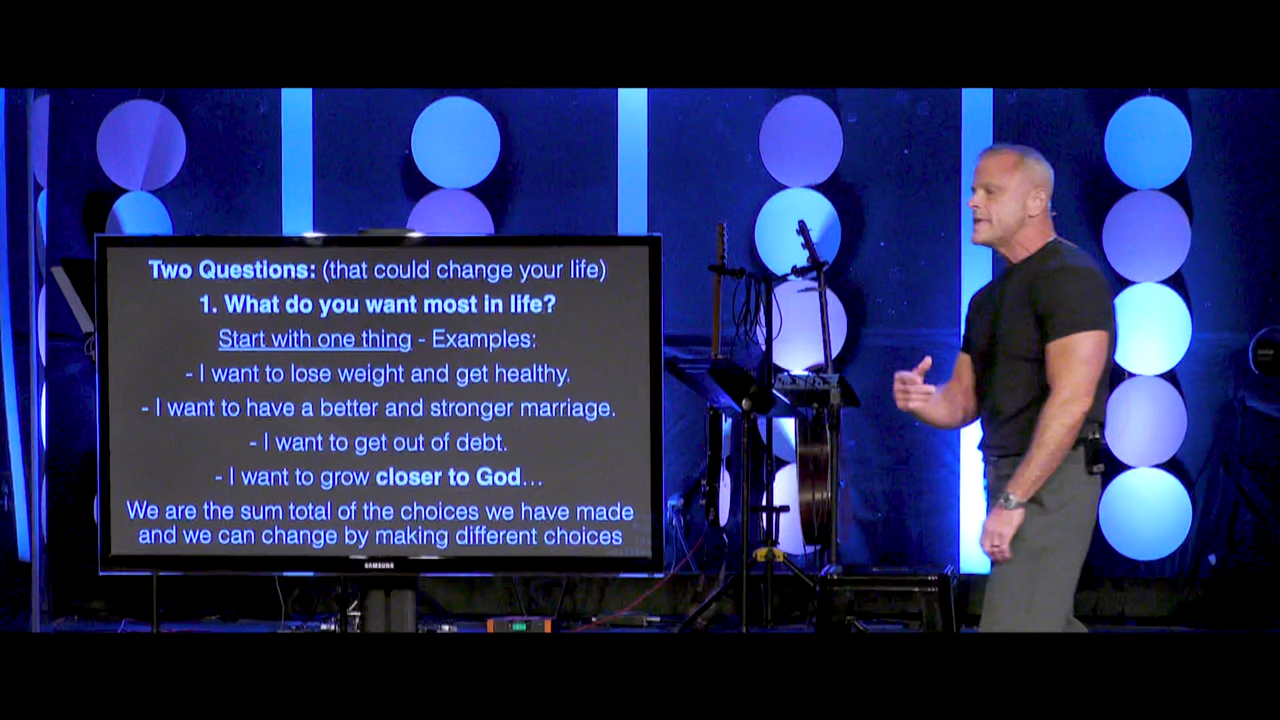 Two Questions: (that could change your life)
1. What do you want most in life?
Start with one thing - Examples:
- I want to lose weight and get healthy.
- I want to have a better and stronger marriage.
- I want to get out of debt.
- I want to grow closer to God...
We are the sum total of the choices we have made
and we can change by making different choices
SAMSUNG